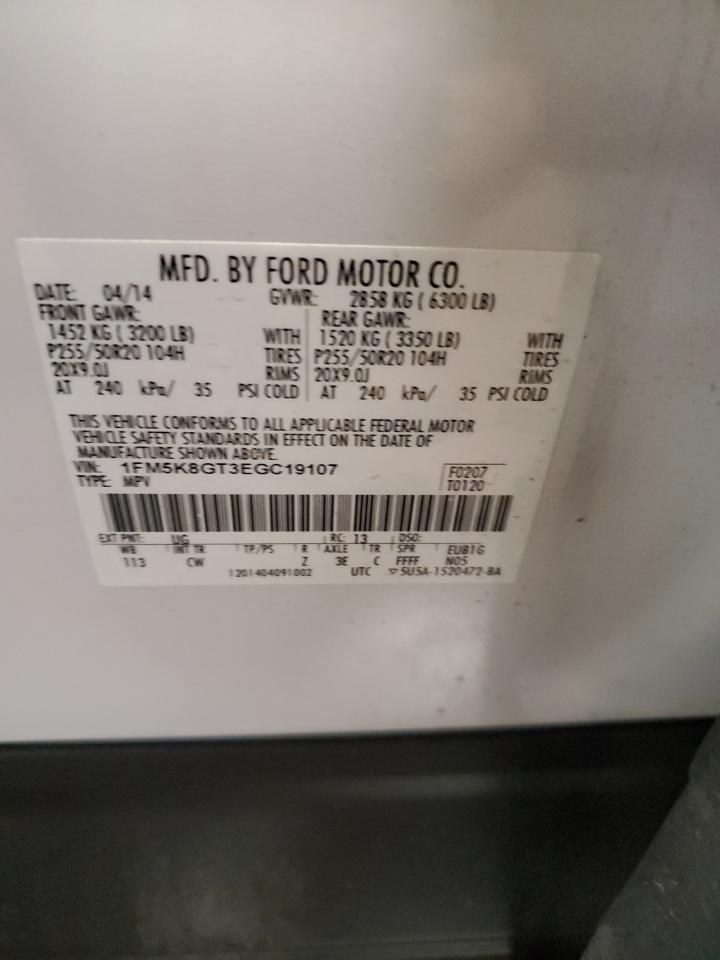 MFD. BY FORD MOTOR CO.
DATE: 04/14 GVWR: 2858 KG ( 6300 LB)
FRONT GAWR: REAR GAWR:
1452 KG ( 3200 LB) WITH 1520 KG ( 3350 LB) WITH
P255/50R20 104H TIRES P255/50R20 104H TIRES
20X9.0J RIMS 20X9.0J RIMS
AT 240 kPa/ 35 PSI COLD AT 240 kPa/ 35 PSI COLD
THIS VEHICLE CONFORMS TO ALL APPLICABLE FEDERAL MOTOR
VEHICLE SAFETY STANDARDS IN EFFECT ON THE DATE OF
MANUFACTURE SHOWN ABOVE.
VIN: 1FM5K8GT3EGC19107 F0207
TYPE: MPV T0120
EXT PNT: UG RC: 13 DSO:
WB INT TR TP/PS R AXLE TR SPR EUB1G
113 CW Z 3E C FFFF N05
1201404091002 UTC ▽5U5A-1520472-BA